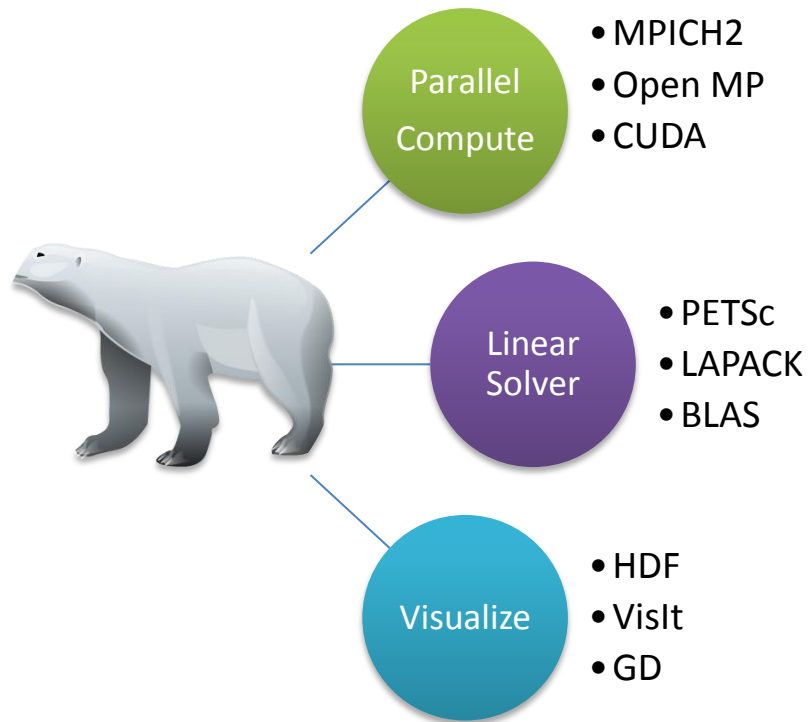 Parallel
Compute
• MPICH2
• Open MP
• CUDA
Linear
Solver
• PETSc
• LAPACK
• BLAS
Visualize
• HDF
• VisIt
• GD